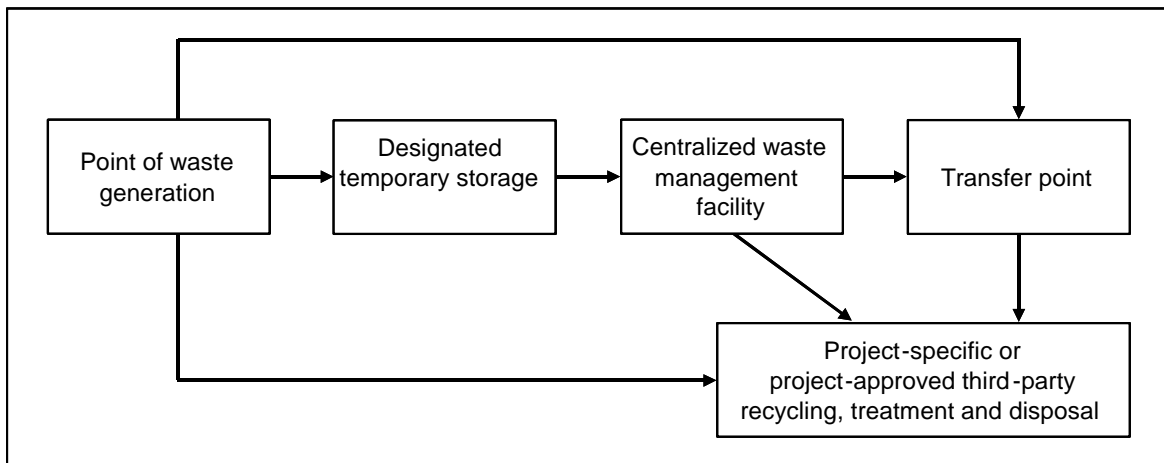 Point of waste
generation
Designated
temporary storage
Centralized waste
management
facility
Transfer point
Project-specific or
project-approved third-party
recycling, treatment and disposal